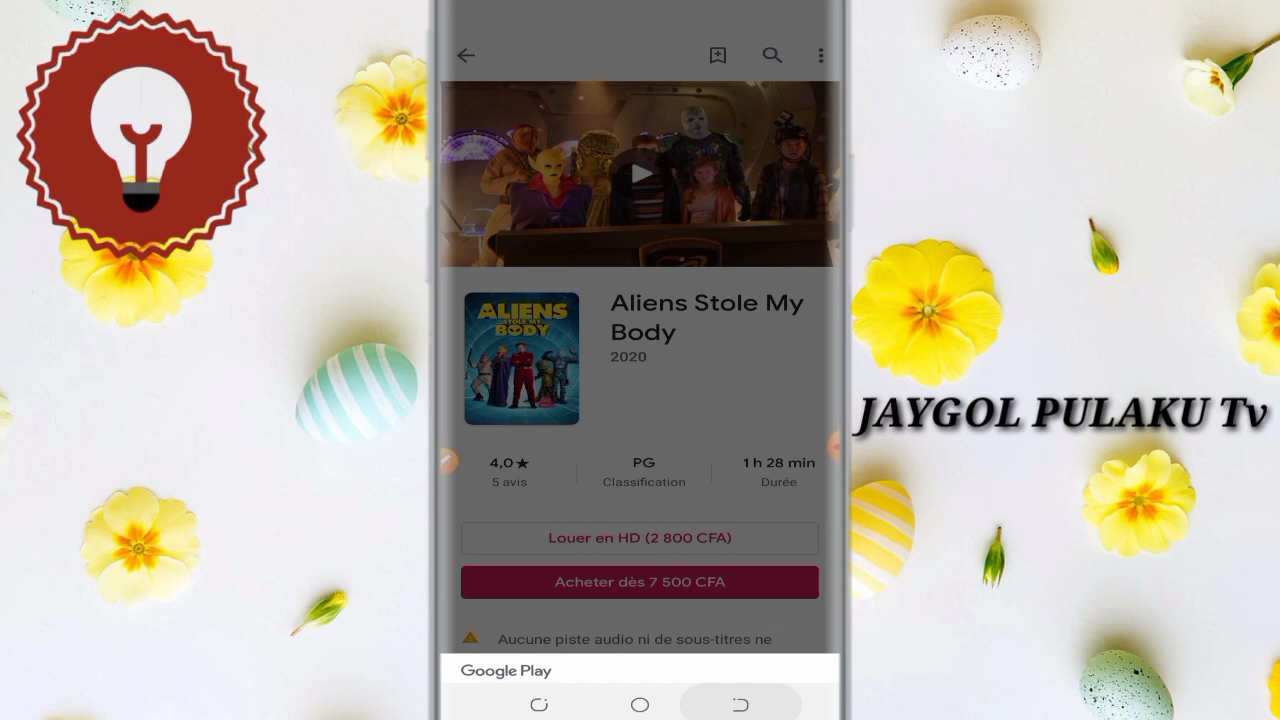 Aliens Stole My
Body
2020
ALIENS
STOLE MY
BODY
4,0★
5 avis
PG
Classification
1 h 28 min
Durée
Louer en HD (2 800 CFA)
Acheter dès 7 500 CFA
Aucune piste audio ni de sous-titres ne
Google Play
JAYGOL PULAKU Tv